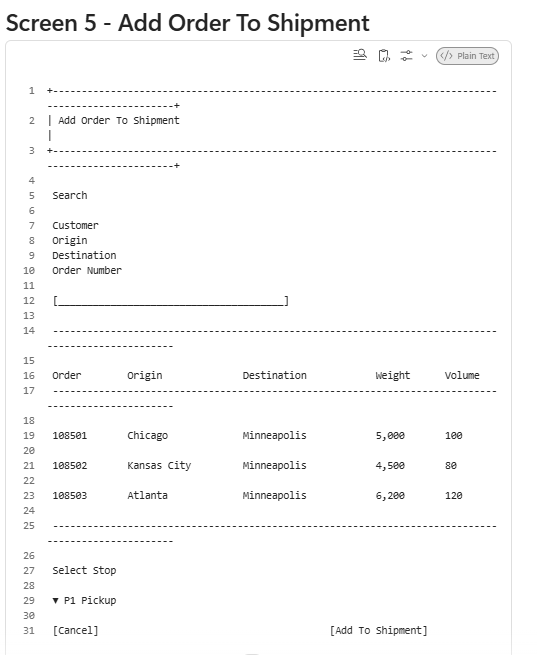 Screen 5 - Add Order To Shipment
</> Plain Text
1 +-----------------------------------------------------------------------------
---------------------+
2 | Add Order To Shipment
|
3 +-----------------------------------------------------------------------------
---------------------+
4
5 Search
6
7 Customer
8 Origin
9 Destination
10 Order Number
11
12 [_______________________________________]
13
14 -----------------------------------------------------------------------------
---------------------
15
16 Order Origin Destination Weight Volume
17 -----------------------------------------------------------------------------
---------------------
18
19 108501 Chicago Minneapolis 5,000 100
20
21 108502 Kansas City Minneapolis 4,500 80
22
23 108503 Atlanta Minneapolis 6,200 120
24
25 -----------------------------------------------------------------------------
---------------------
26
27 Select Stop
28
29 ▼ P1 Pickup
30
31 [Cancel] [Add To Shipment]